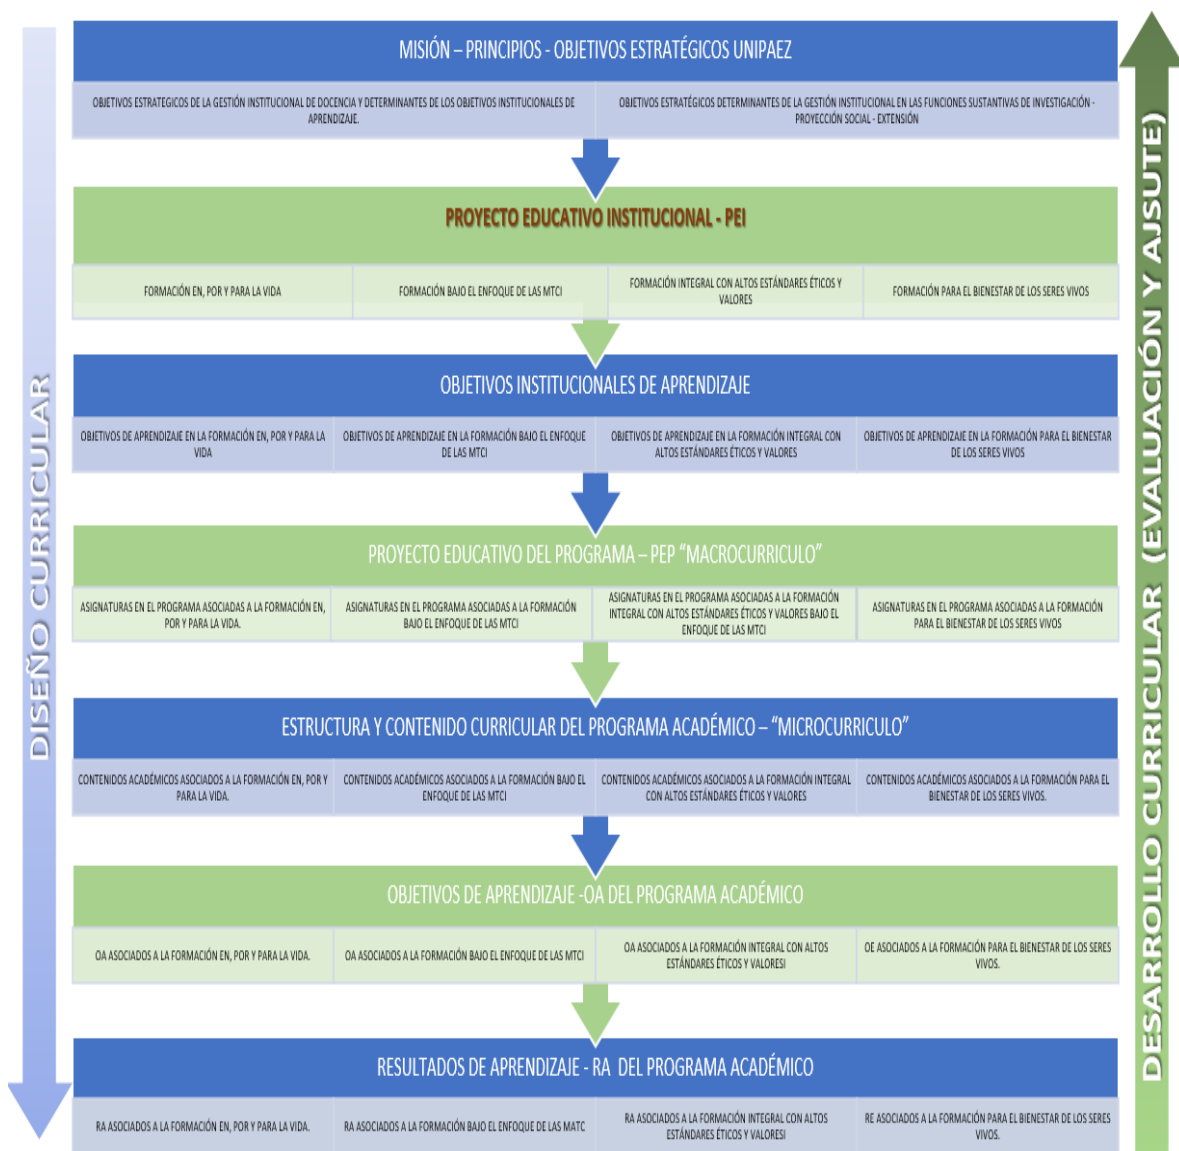 MISIÓN – PRINCIPIOS - OBJETIVOS ESTRATÉGICOS UNIPAEZ
OBJETIVOS ESTRATEGICOS DE LA GESTIÓN INSTITUCIONAL DE DOCENCIA Y DETERMINANTES DE LOS OBJETIVOS INSTITUCIONALES DE
APRENDIZAJE.
OBJETIVOS ESTRATÉGICOS DETERMINANTES DE LA GESTIÓN INSTITUCIONAL EN LAS FUNCIONES SUSTANTIVAS DE INVESTIGACIÓN -
PROYECCIÓN SOCIAL - EXTENSIÓN
PROYECTO EDUCATIVO INSTITUCIONAL - PEI
FORMACIÓN EN, POR Y PARA LA VIDA
FORMACIÓN BAJO EL ENFOQUE DE LAS MTCI
FORMACIÓN INTEGRAL CON ALTOS ESTÁNDARES ÉTICOS Y
VALORES
FORMACIÓN PARA EL BIENESTAR DE LOS SERES VIVOS
OBJETIVOS INSTITUCIONALES DE APRENDIZAJE
OBJETIVOS DE APRENDIZAJE EN LA FORMACIÓN EN, POR Y PARA LA
VIDA
OBJETIVOS DE APRENDIZAJE EN LA FORMACIÓN BAJO EL ENFOQUE
DE LAS MTCI
OBJETIVOS DE APRENDIZAJE EN LA FORMACIÓN INTEGRAL CON
ALTOS ESTÁNDARES ÉTICOS Y VALORES
OBJETIVOS DE APRENDIZAJE EN LA FORMACIÓN PARA EL BIENESTAR
DE LOS SERES VIVOS
PROYECTO EDUCATIVO DEL PROGRAMA – PEP “MACROCURRICULO”
ASIGNATURAS EN EL PROGRAMA ASOCIADAS A LA FORMACIÓN EN,
POR Y PARA LA VIDA.
ASIGNATURAS EN EL PROGRAMA ASOCIADAS A LA FORMACIÓN
BAJO EL ENFOQUE DE LAS MTCI
ASIGNATURAS EN EL PROGRAMA ASOCIADAS A LA FORMACIÓN
INTEGRAL CON ALTOS ESTÁNDARES ÉTICOS Y VALORES BAJO EL
ENFOQUE DE LAS MTCI
ASIGNATURAS EN EL PROGRAMA ASOCIADAS A LA FORMACIÓN
PARA EL BIENESTAR DE LOS SERES VIVOS
ESTRUCTURA Y CONTENIDO CURRICULAR DEL PROGRAMA ACADÉMICO – “MICROCURRICULO”
CONTENIDOS ACADÉMICOS ASOCIADOS A LA FORMACIÓN EN, POR Y
PARA LA VIDA.
CONTENIDOS ACADÉMICOS ASOCIADOS A LA FORMACIÓN BAJO EL
ENFOQUE DE LAS MTCI
CONTENIDOS ACADÉMICOS ASOCIADOS A LA FORMACIÓN INTEGRAL
CON ALTOS ESTÁNDARES ÉTICOS Y VALORES
CONTENIDOS ACADÉMICOS ASOCIADOS A LA FORMACIÓN PARA EL
BIENESTAR DE LOS SERES VIVOS.
OBJETIVOS DE APRENDIZAJE -OA DEL PROGRAMA ACADÉMICO
OA ASOCIADOS A LA FORMACIÓN EN, POR Y PARA LA VIDA.
OA ASOCIADOS A LA FORMACIÓN BAJO EL ENFOQUE DE LAS MTCI
OA ASOCIADOS A LA FORMACIÓN INTEGRAL CON ALTOS
ESTÁNDARES ÉTICOS Y VALORESI
OE ASOCIADOS A LA FORMACIÓN PARA EL BIENESTAR DE LOS SERES
VIVOS.
RESULTADOS DE APRENDIZAJE - RA DEL PROGRAMA ACADÉMICO
RA ASOCIADOS A LA FORMACIÓN EN, POR Y PARA LA VIDA.
RA ASOCIADOS A LA FORMACIÓN BAJO EL ENFOQUE DE LAS MATC
RA ASOCIADOS A LA FORMACIÓN INTEGRAL CON ALTOS
ESTÁNDARES ÉTICOS Y VALORESI
RE ASOCIADOS A LA FORMACIÓN PARA EL BIENESTAR DE LOS SERES
VIVOS.
DISEÑO CURRICULAR
DESARROLLO CURRICULAR (EVALUACIÓN Y AJSUTE)